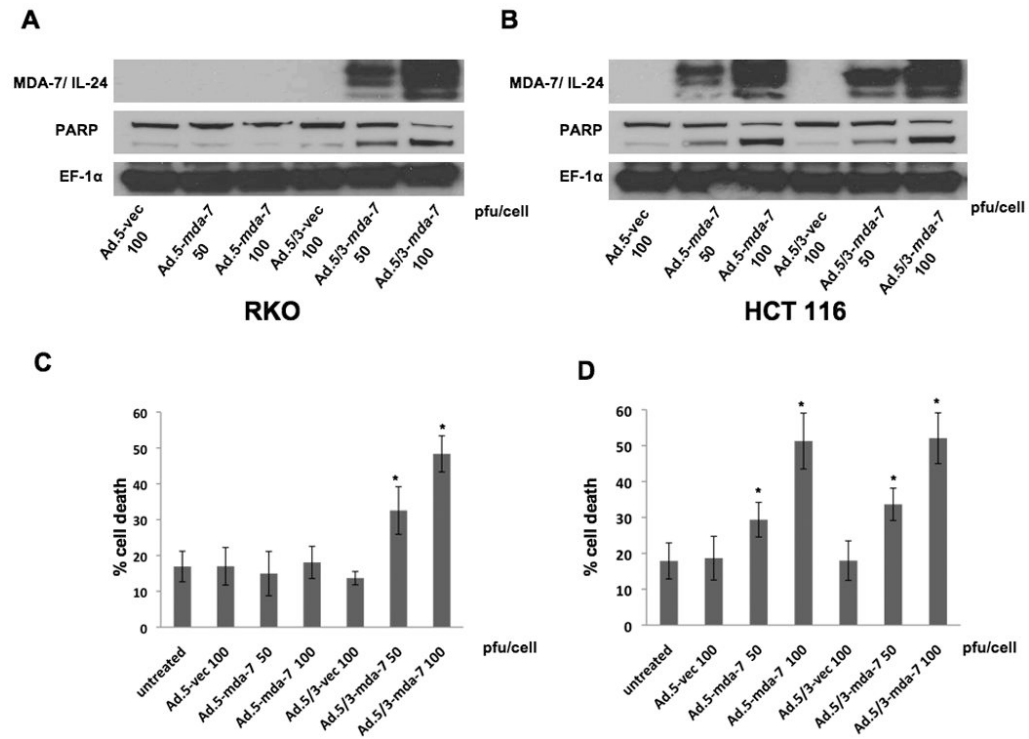 A
MDA-7/ IL-24
PARP
EF-1α
pfu/cell
Ad.5-vec
100
Ad.5-mda-7
50
Ad.5-mda-7
100
Ad.5/3-vec
100
Ad.5/3-mda-7
50
Ad.5/3-mda-7
100
RKO
B
MDA-7/ IL-24
PARP
EF-1α
pfu/cell
Ad.5-vec
100
Ad.5-mda-7
50
Ad.5-mda-7
100
Ad.5/3-vec
100
Ad.5/3-mda-7
50
Ad.5/3-mda-7
100
HCT 116
C
% cell death
60
50
40
30
20
10
0
*
*
untreated
Ad.5-vec 100
Ad.5-mda-7 50
Ad.5-mda-7 100
Ad.5/3-vec 100
Ad.5/3-mda-7 50
Ad.5/3-mda-7 100
pfu/cell
D
% cell death
60
50
40
30
20
10
0
*
*
*
*
untreated
Ad.5-vec 100
Ad.5-mda-7 50
Ad.5-mda-7 100
Ad.5/3-vec 100
Ad.5/3-mda-7 50
Ad.5/3-mda-7 100
pfu/cell